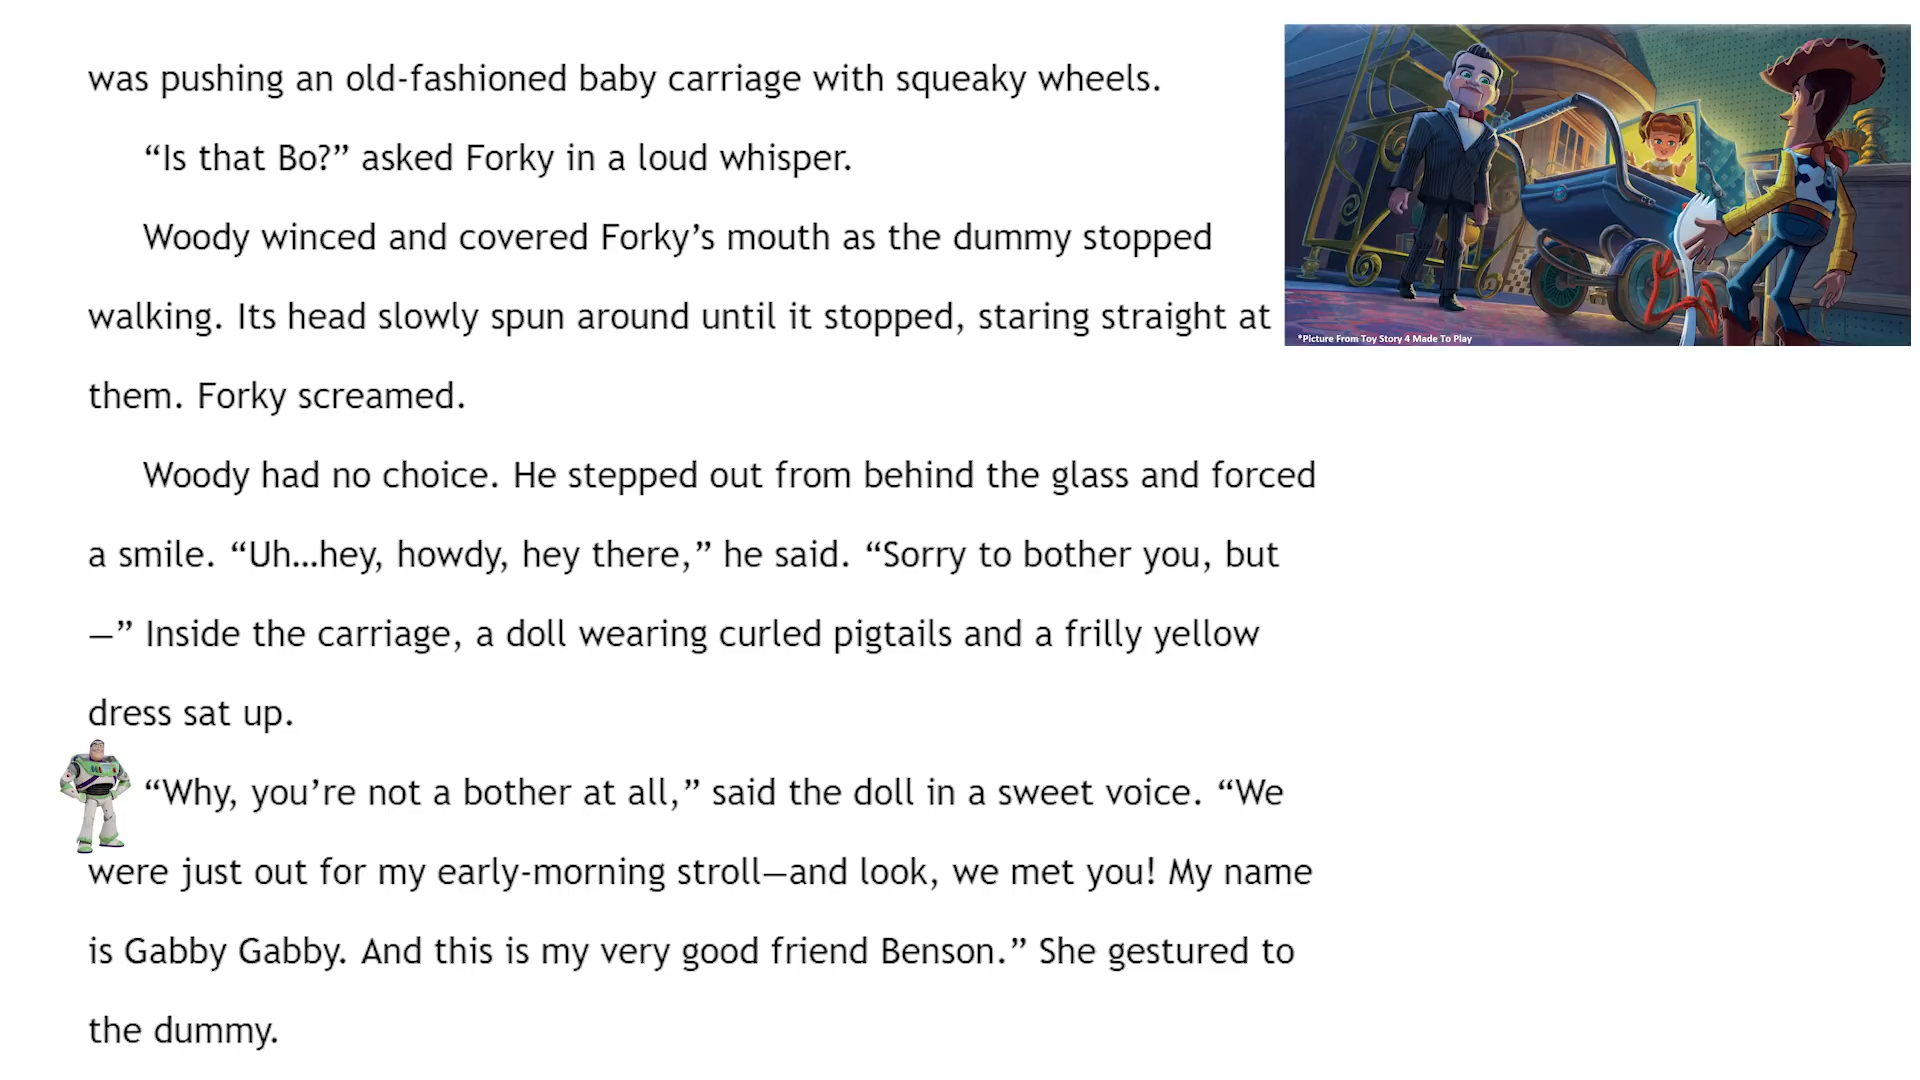 was pushing an old-fashioned baby carriage with squeaky wheels.
“Is that Bo?” asked Forky in a loud whisper.
Woody winced and covered Forky’s mouth as the dummy stopped
walking. Its head slowly spun around until it stopped, staring straight at
them. Forky screamed.
Woody had no choice. He stepped out from behind the glass and forced
a smile. “Uh…hey, howdy, hey there,” he said. “Sorry to bother you, but
—” Inside the carriage, a doll wearing curled pigtails and a frilly yellow
dress sat up.
“Why, you’re not a bother at all,” said the doll in a sweet voice. “We
were just out for my early-morning stroll—and look, we met you! My name
is Gabby Gabby. And this is my very good friend Benson.” She gestured to
the dummy.
*Picture From Toy Story 4 Made To Play